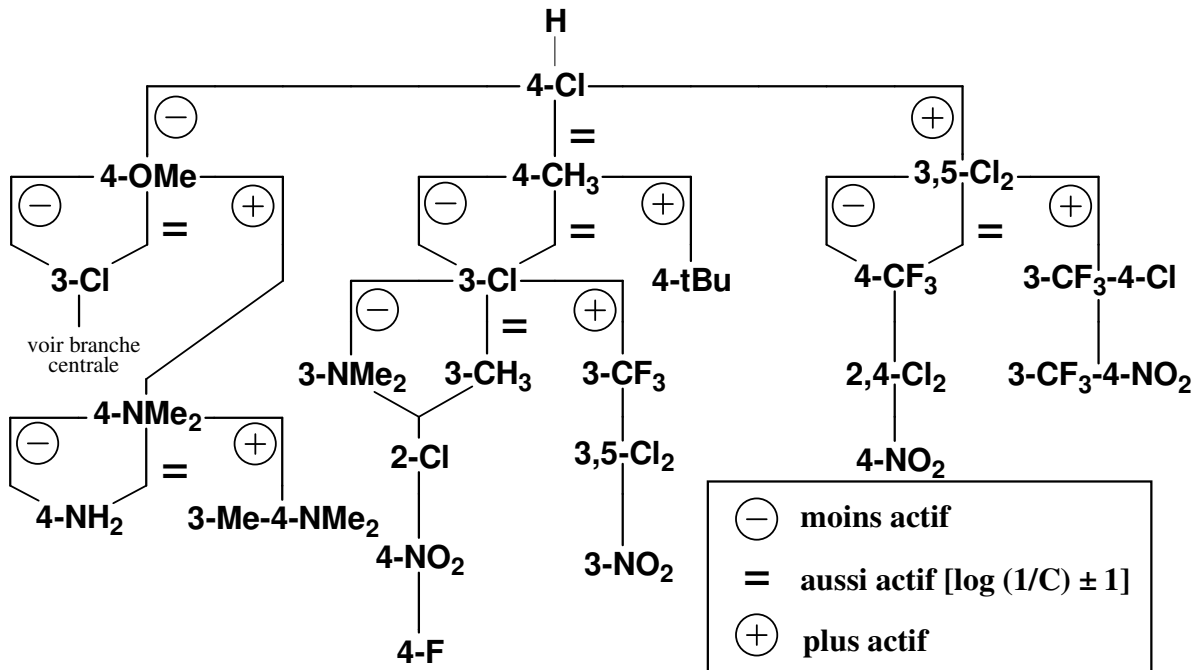 H
4-Cl
4-OMe
4-CH₃
3,5-Cl₂
− = +
− = +
− = +
− = +
3-Cl
3-Cl
4-tBu
4-CF₃
3-CF₃-4-Cl
voir branche
centrale
− = +
3-NMe₂
3-CH₃
3-CF₃
2,4-Cl₂
3-CF₃-4-NO₂
4-NMe₂
− = +
2-Cl
3,5-Cl₂
4-NO₂
4-NH₂
3-Me-4-NMe₂
4-NO₂
3-NO₂
4-F
− moins actif
= aussi actif [log (1/C) ± 1]
+ plus actif